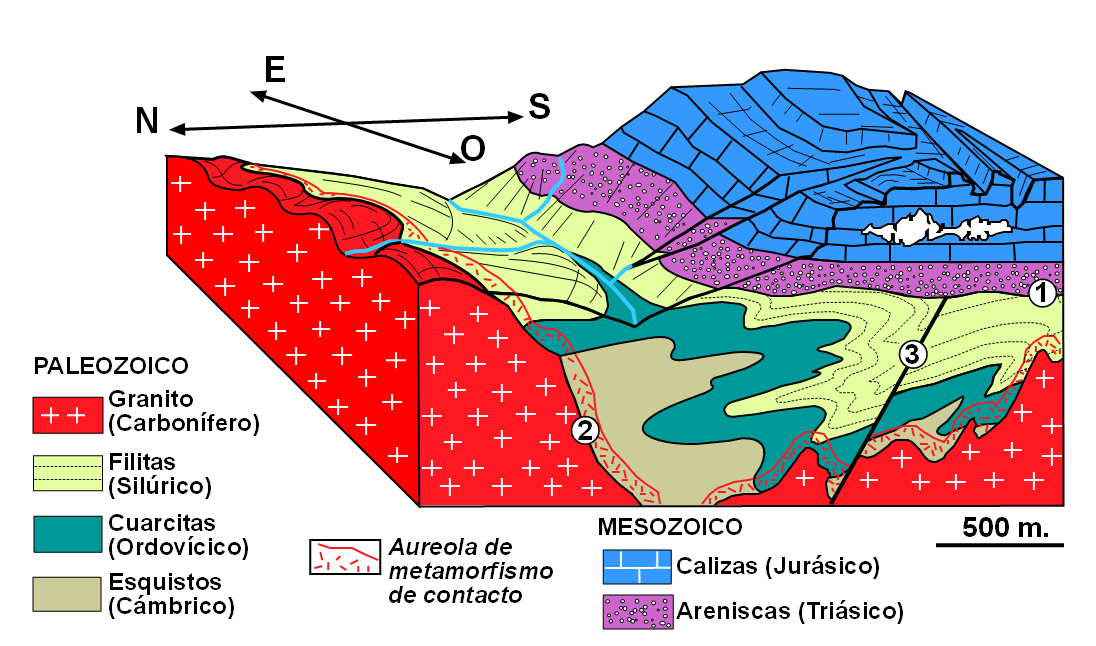 E
N
S
O
1
3
2
PALEOZOICO
Granito
(Carbonífero)
Filitas
(Silúrico)
Cuarcitas
(Ordovícico)
Esquistos
(Cámbrico)
Aureola de
metamorfismo
de contacto
MESOZOICO
Calizas (Jurásico)
Areniscas (Triásico)
500 m.